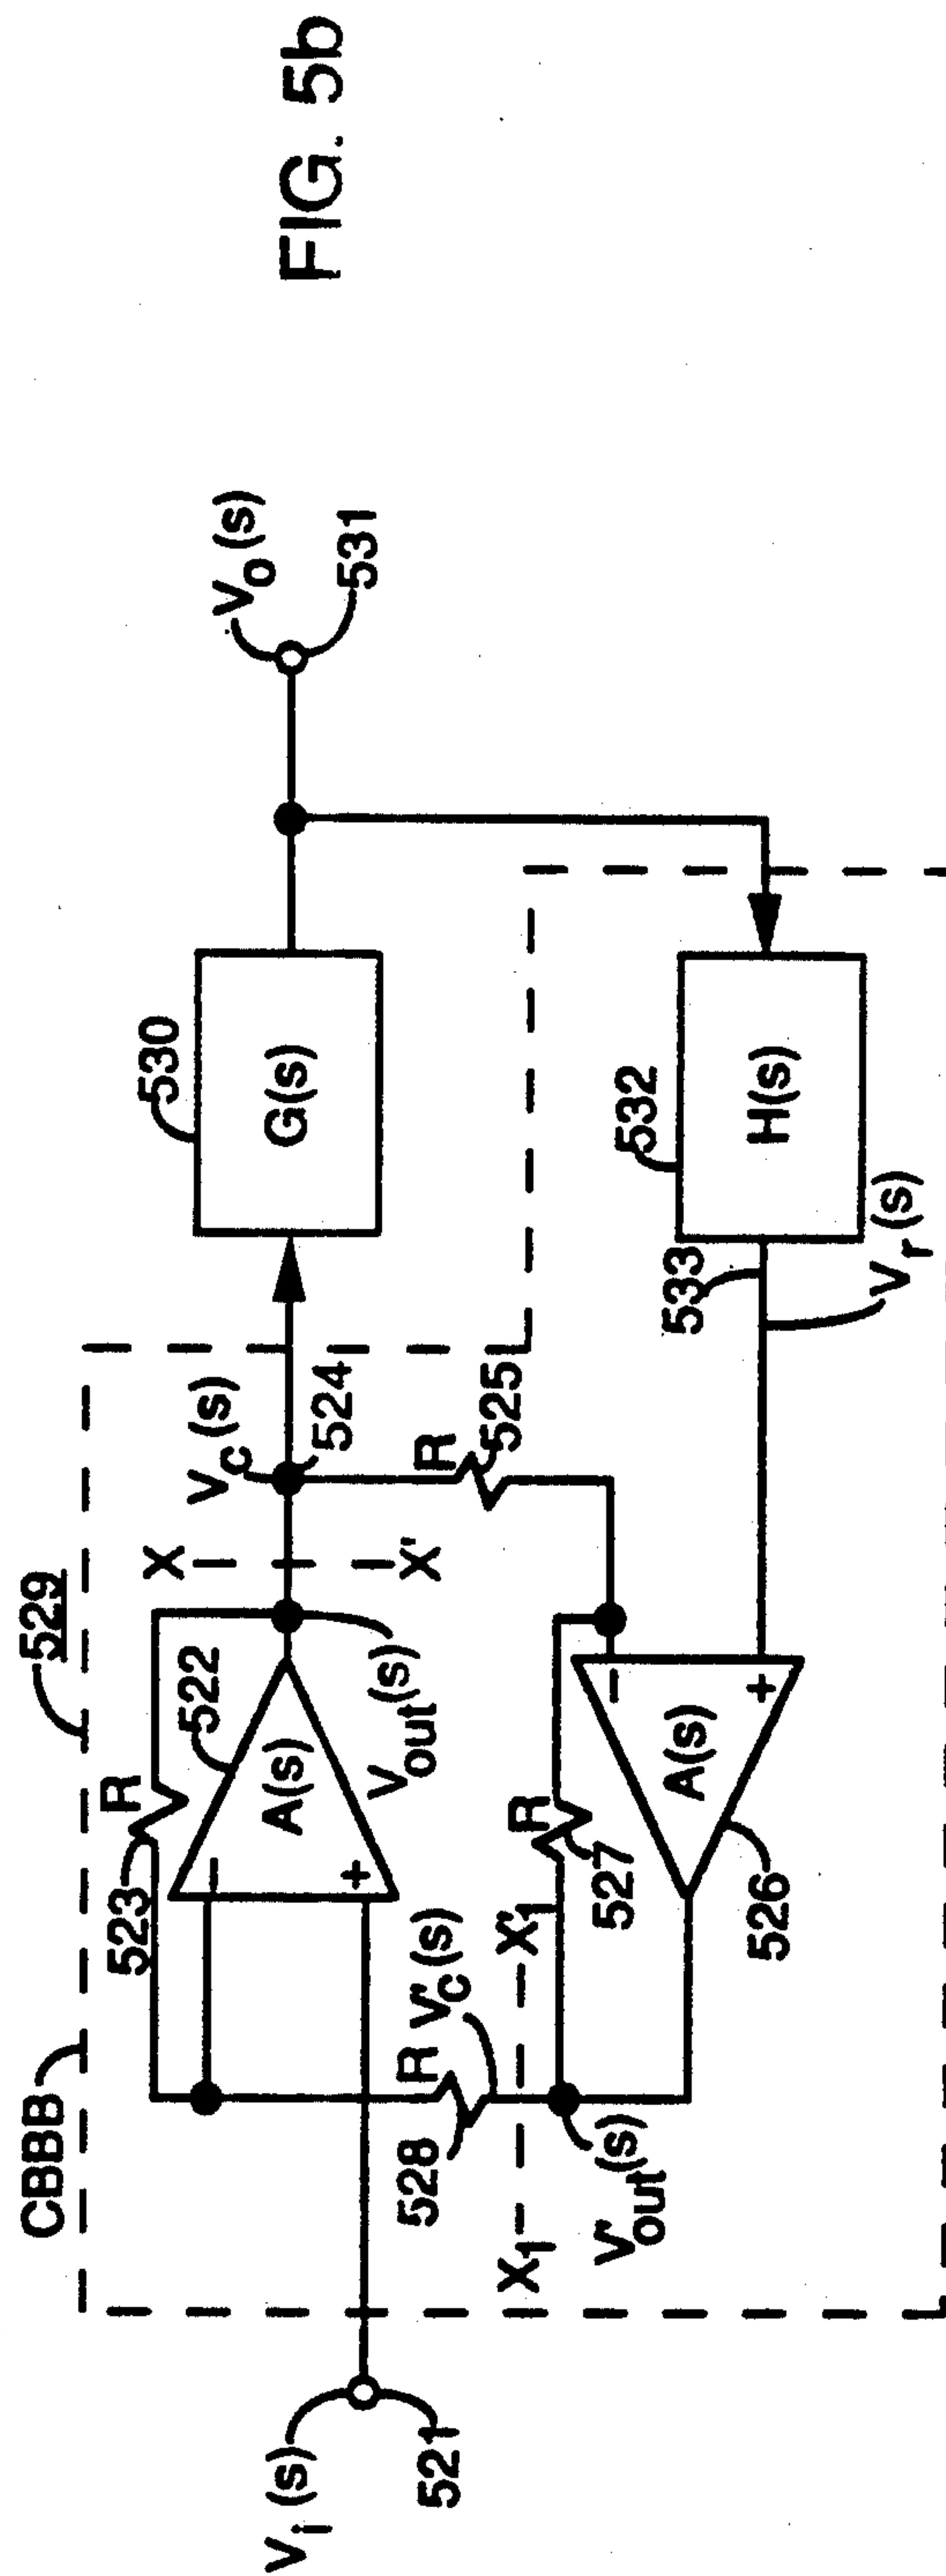 FIG. 5b
CBBB
529
X
V_c(s)
530
V_o(s)
R
523
522
A(s)
−
+
V_out(s)
X'
524
G(s)
531
V_i(s)
521
R
525
528
R
V'_c(s)
X_1
X'_1
R
527
V'_out(s)
−
+
A(s)
526
533
532
H(s)
V_r(s)